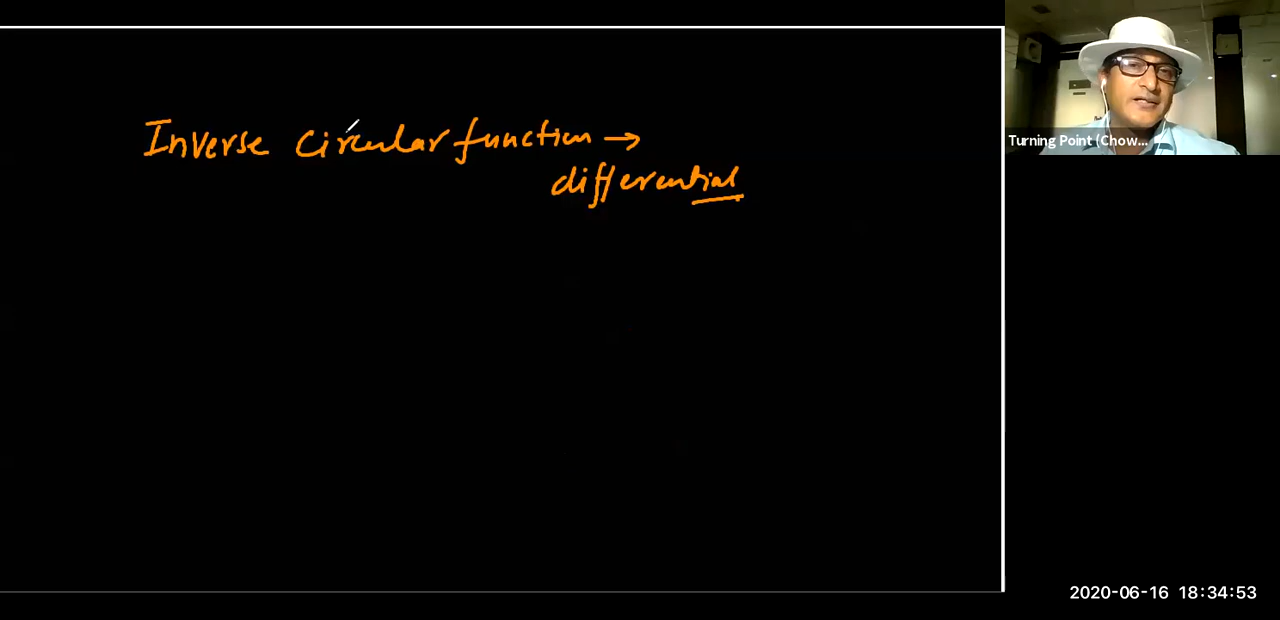 Inverse circular function →
differential
Turning Point (Chow...
2020-06-16 18:34:53